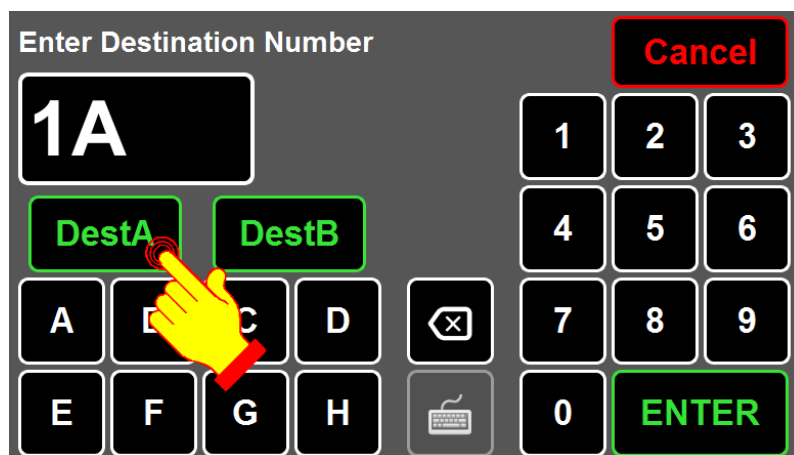 Enter Destination Number
Cancel
1A
1 2 3
DestA DestB
4 5 6
A B C D
7 8 9
E F G H
0 ENTER